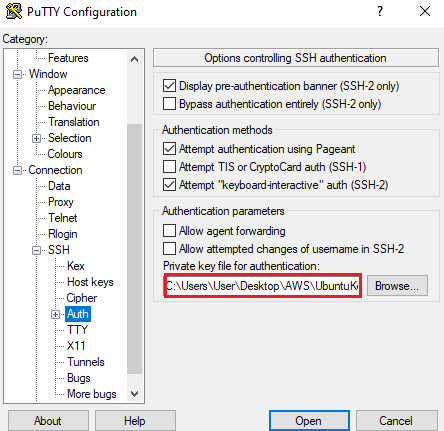 PuTTY Configuration
Category:
Features
Window
Appearance
Behaviour
Translation
Selection
Colours
Connection
Data
Proxy
Telnet
Rlogin
SSH
Kex
Host keys
Cipher
Auth
TTY
X11
Tunnels
Bugs
More bugs
Options controlling SSH authentication
Display pre-authentication banner (SSH-2 only)
Bypass authentication entirely (SSH-2 only)
Authentication methods
Attempt authentication using Pageant
Attempt TIS or CryptoCard auth (SSH-1)
Attempt "keyboard-interactive" auth (SSH-2)
Authentication parameters
Allow agent forwarding
Allow attempted changes of username in SSH-2
Private key file for authentication:
C:\Users\User\Desktop\AWS\UbuntuKe Browse...
About Help Open Cancel